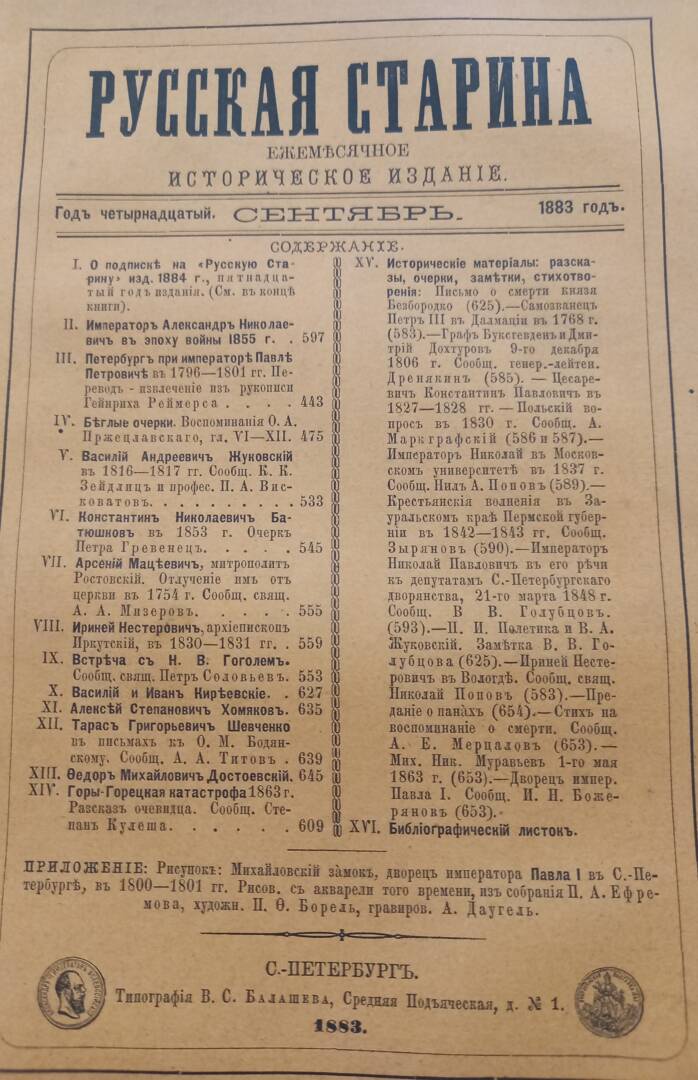 РУССКАЯ СТАРИНА
ЕЖЕМѢСЯЧНОЕ
ИСТОРИЧЕСКОЕ ИЗДАНІЕ.
Годъ четырнадцатый. СЕНТЯБРЬ. 1883 годъ.
СОДЕРЖАНІЕ.
I. О подпискѣ на «Русскую Ста-
рину» изд. 1884 г., пятнадца-
тый годъ изданія. (См. въ концѣ
книги).
II. Императоръ Александръ Николае-
вичъ въ эпоху войны 1855 г. . 597
III. Петербургъ при императорѣ Павлѣ
Петровичѣ въ 1796—1801 гг. Пе-
реводъ-извлеченіе изъ рукописи
Гейнриха Реймерса . . . . 443
IV. Бѣглые очерки. Воспоминанія О. А.
Пржецлавскаго, гл. VI—XII. 475
V. Василій Андреевичъ Жуковскій
въ 1816—1817 гг. Сообщ. К. К.
Зейдлицъ и професс. П. А. Вис-
коватовъ. . . . . . . . . 533
VI. Константинъ Николаевичъ Ба-
тюшковъ въ 1853 г. Очеркъ
Петра Гревенецъ. . . . . 545
VII. Арсеній Мацѣевичъ, митрополитъ
Ростовскій. Отлученіе имъ отъ
церкви въ 1754 г. Сообщ. свящ.
А. А. Мизеровъ. . . . . . 555
VIII. Ириней Нестеровичъ, архіепископъ
Иркутскій, въ 1830—1831 гг. . 559
IX. Встрѣча съ Н. В. Гоголемъ.
Сообщ. свящ. Петръ Соловьевъ. 553
X. Василій и Иванъ Кирѣевскіе. . 627
XI. Алексѣй Степановичъ Хомяковъ. 635
XII. Тарасъ Григорьевичъ Шевченко
въ письмахъ къ О. М. Бодян-
скому. Сообщ. А. А. Титовъ . 639
XIII. Ѳедоръ Михайловичъ Достоевскій. 645
XIV. Горы-Горецкая катастрофа 1863 г.
Разсказъ очевидца. Сообщ. Сте-
панъ Кулеша. . . . . . 609
XV. Историческіе матеріалы: разска-
зы, очерки, замѣтки, стихотво-
ренія: Письмо о смерти князя
Безбородко (625).—Самозванецъ
Петръ III въ Далмаціи въ 1768 г.
(583).—Графъ Буксгевденъ и Дми-
трій Дохтуровъ 9-го декабря
1806 г. Сообщ. генер.-лейтен.
Дренякинъ (585). — Цесаре-
вичъ Константинъ Павловичъ въ
1827—1828 гг. — Польскій во-
просъ въ 1830 г. Сообщ. А.
Маркграфскій (586 и 587).—
Императоръ Николай въ Москов-
скомъ университетѣ въ 1837 г.
Сообщ. Нилъ А. Поповъ (589).—
Крестьянскія волненія въ За-
уральскомъ краѣ Пермской губер-
ніи въ 1842—1843 гг. Сообщ.
Зыряновъ (590).—Императоръ
Николай Павловичъ въ его рѣчи
къ депутатамъ С.-Петербургскаго
дворянства, 21-го марта 1848 г.
Сообщ. В В. Голубцовъ.
(593).—П. И. Полетика и В. А.
Жуковскій. Замѣтка В. В. Го-
лубцова (625).—Ириней Несте-
ровичъ въ Вологдѣ. Сообщ. свящ.
Николай Поповъ (583).—Пре-
даніе о панахъ (654).—Стихъ на
воспоминаніе о смерти. Сообщ.
А. Е. Мерцаловъ (653).—
Мих. Ник. Муравьевъ 1-го мая
1863 г. (653).—Дворецъ импер.
Павла I. Сообщ. И. Н. Боже-
ряновъ (653).
XVI. Библіографическій листокъ.
ПРИЛОЖЕНІЕ: Рисунокъ: Михайловскій замокъ, дворецъ императора Павла I въ С.-Пе-
тербургѣ, въ 1800—1801 гг. Рисов. съ акварели того времени, изъ собранія П. А. Ефре-
мова, художн. П. Ѳ. Борель, гравиров. А. Даугель.
С.-ПЕТЕРБУРГЪ.
Типографія В. С. Балашева, Средняя Подъяческая, д. № 1.
1883.